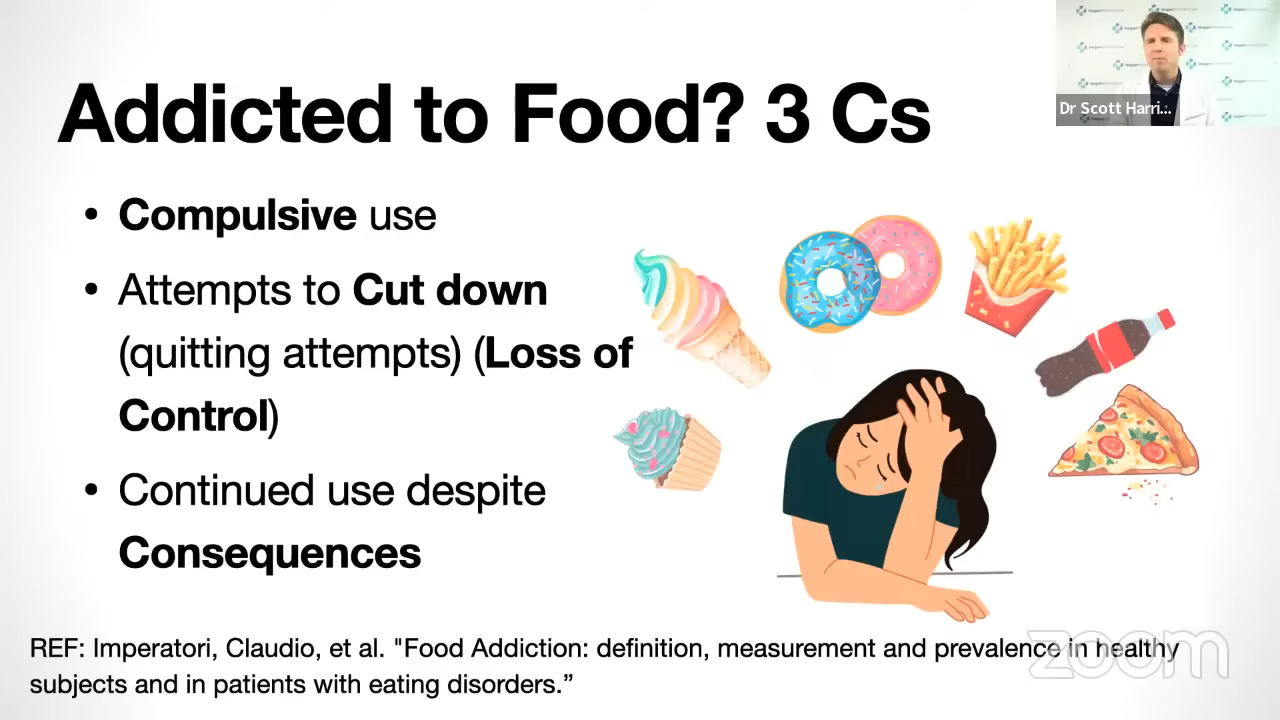 Addicted to Food? 3 Cs
• Compulsive use
• Attempts to Cut down
(quitting attempts) (Loss of
Control)
• Continued use despite
Consequences
REF: Imperatori, Claudio, et al. "Food Addiction: definition, measurement and prevalence in healthy
subjects and in patients with eating disorders.”
Dr Scott Harri...
zoom